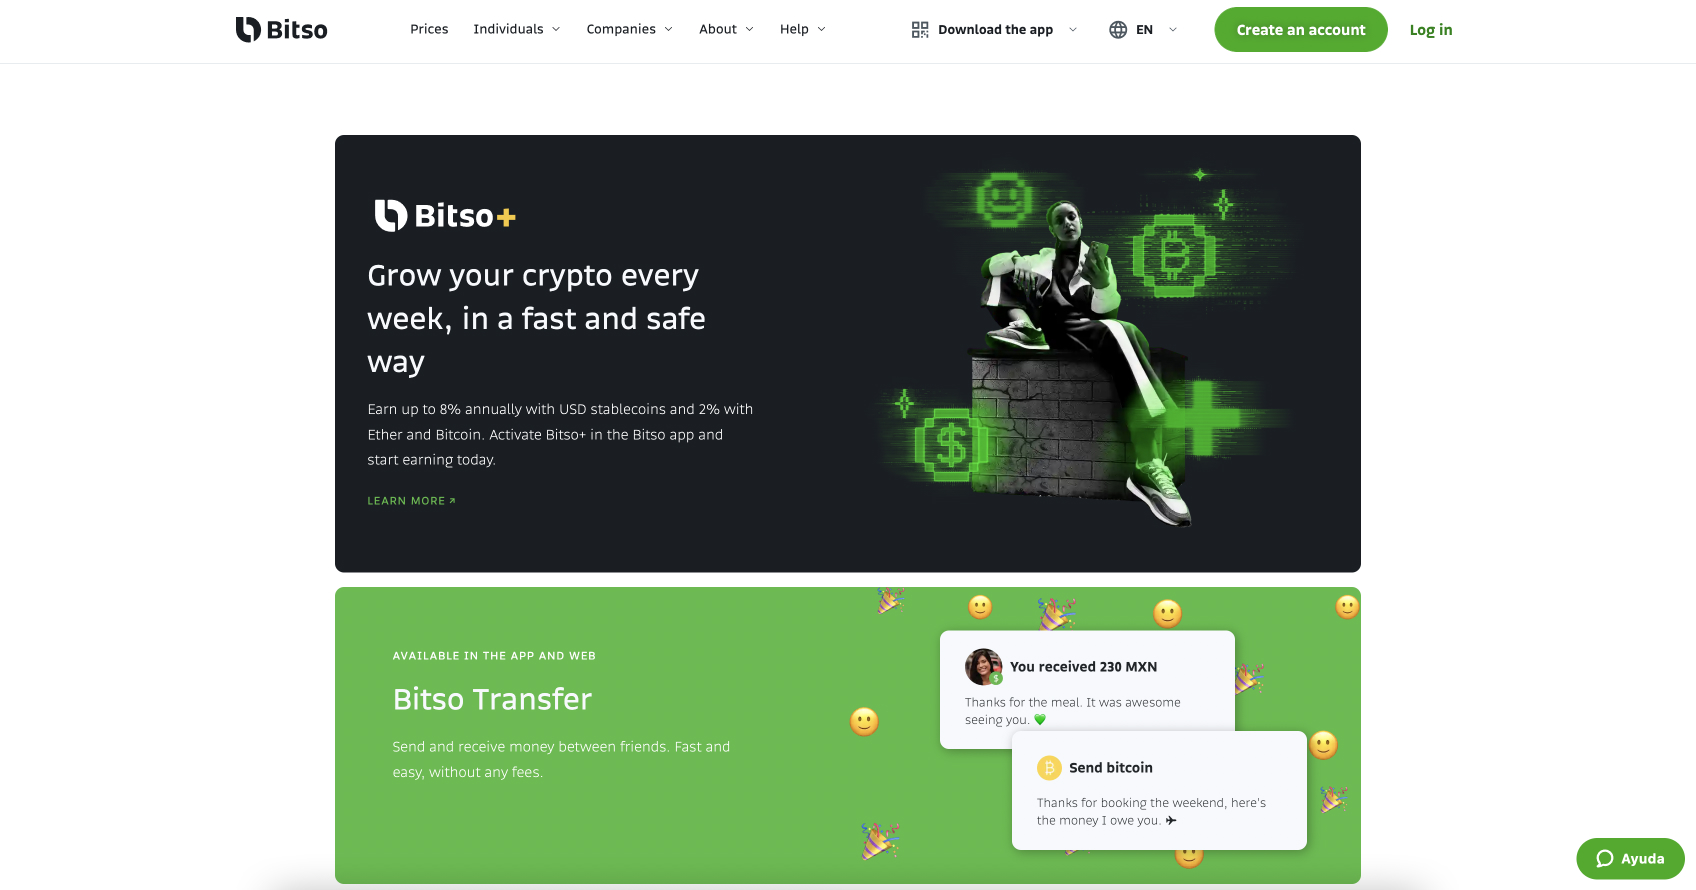 Bitso
Prices
Individuals
Companies
About
Help
Download the app
EN
Create an account
Log in
Bitso+
Grow your crypto every
week, in a fast and safe
way
Earn up to 8% annually with USD stablecoins and 2% with
Ether and Bitcoin. Activate Bitso+ in the Bitso app and
start earning today.
LEARN MORE
AVAILABLE IN THE APP AND WEB
Bitso Transfer
Send and receive money between friends. Fast and
easy, without any fees.
You received 230 MXN
Thanks for the meal. It was awesome
seeing you. 💚
Send bitcoin
Thanks for booking the weekend, here's
the money I owe you. ✈
Ayuda